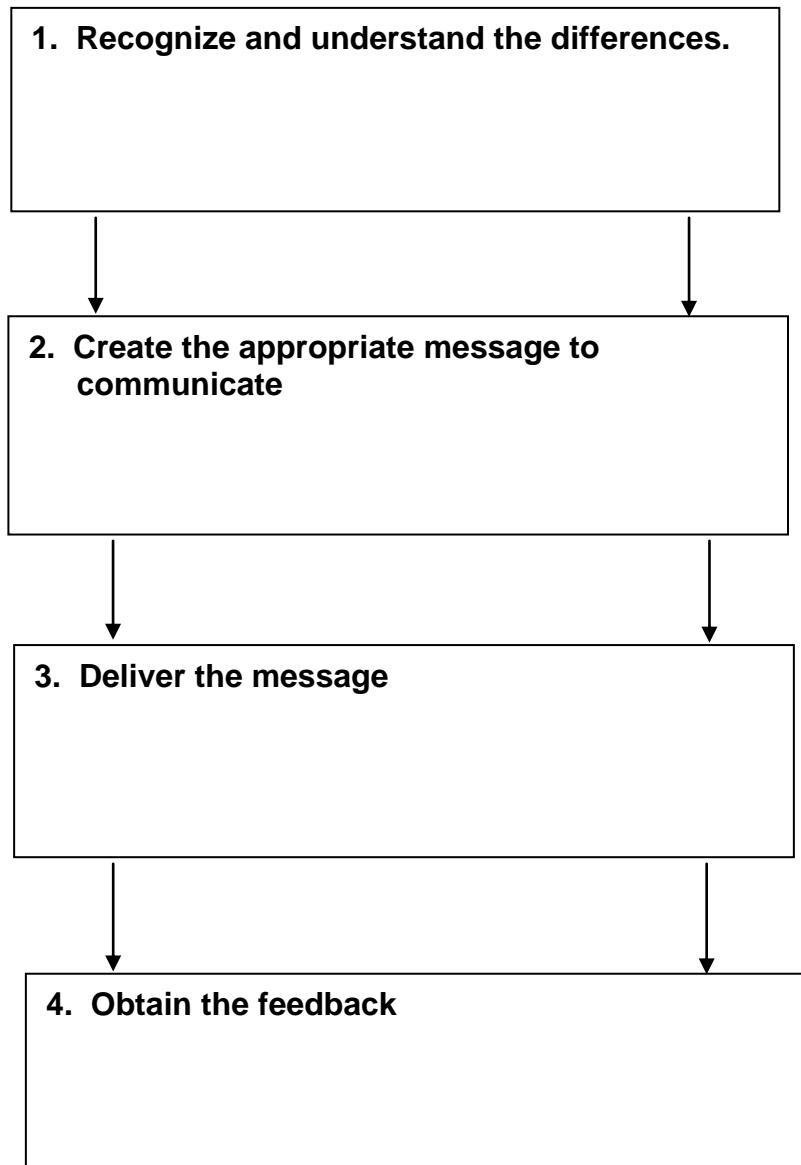 1. Recognize and understand the differences.
2. Create the appropriate message to
communicate
3. Deliver the message
4. Obtain the feedback